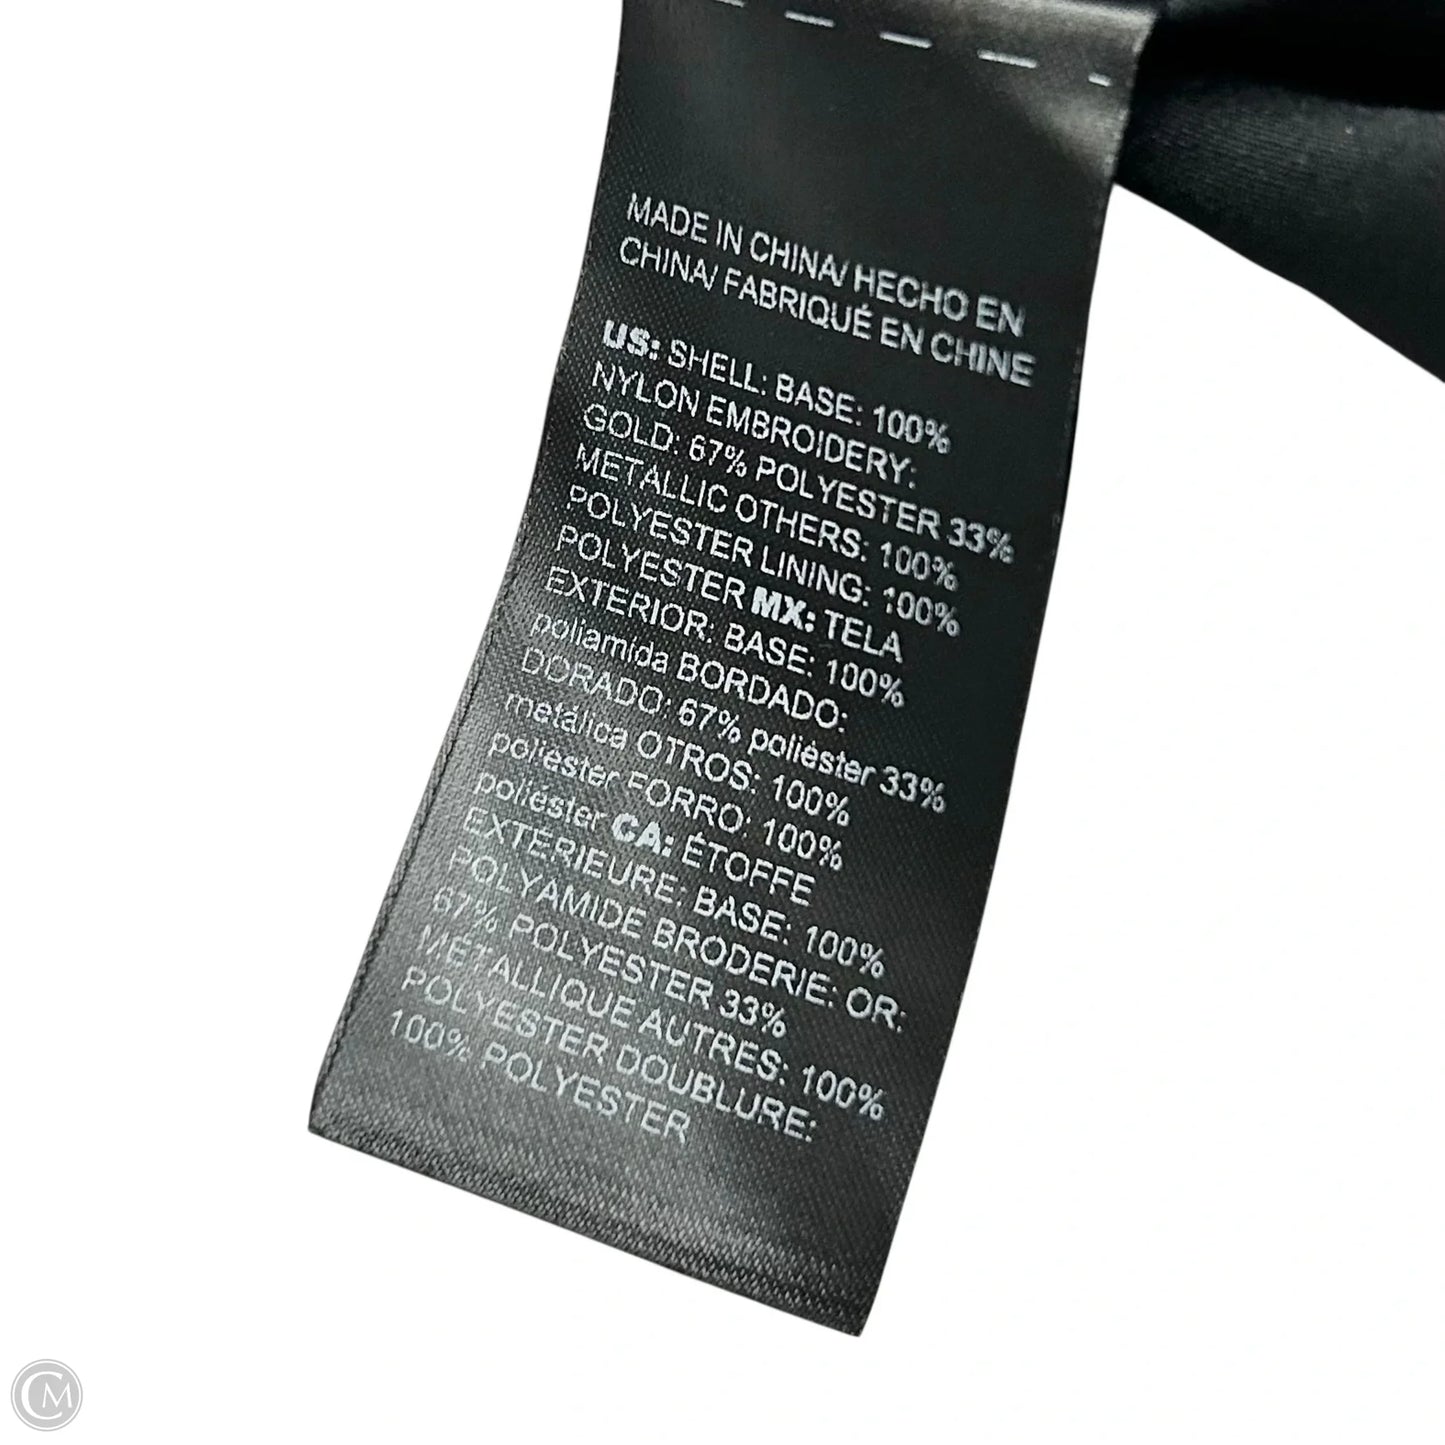 MADE IN CHINA/ HECHO EN
CHINA/ FABRIQUÉ EN CHINE
US: SHELL: BASE: 100%
NYLON EMBROIDERY:
GOLD: 67% POLYESTER 33%
METALLIC OTHERS: 100%
POLYESTER LINING: 100%
POLYESTER MX: TELA
EXTERIOR: BASE: 100%
poliamida BORDADO:
DORADO: 67% poliéster 33%
metálica OTROS: 100%
poliéster FORRO: 100%
poliéster CA: ÉTOFFE
EXTERIEURE: BASE: 100%
POLYAMIDE BRODERIE: OR:
67% POLYESTER 33%
MÉTALLIQUE AUTRES: 100%
POLYESTER DOUBLURE:
100% POLYESTER
CM